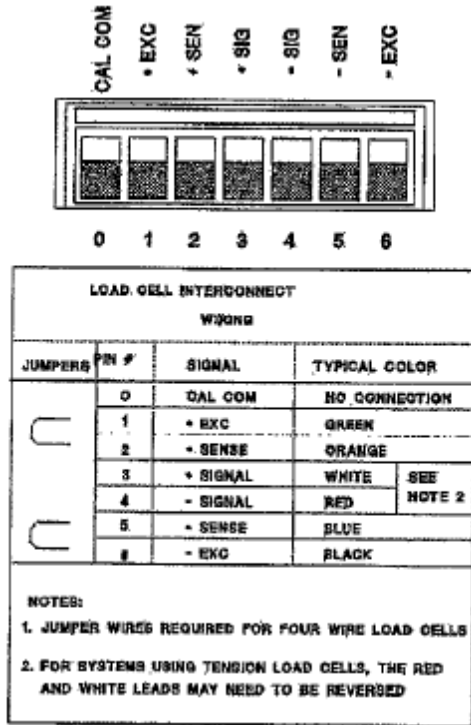 CAL COM
+ EXC
+ SEN
+ SIG
- SIG
- SEN
- EXC
0 1 2 3 4 5 6
LOAD CELL INTERCONNECT
WIRING
JUMPERS PIN # SIGNAL TYPICAL COLOR
0 CAL COM NO CONNECTION
1 + EXC GREEN
2 + SENSE ORANGE
3 + SIGNAL WHITE SEE
4 - SIGNAL RED NOTE 2
5 - SENSE BLUE
6 - EXC BLACK
NOTES:
1. JUMPER WIRES REQUIRED FOR FOUR WIRE LOAD CELLS
2. FOR SYSTEMS USING TENSION LOAD CELLS, THE RED
AND WHITE LEADS MAY NEED TO BE REVERSED